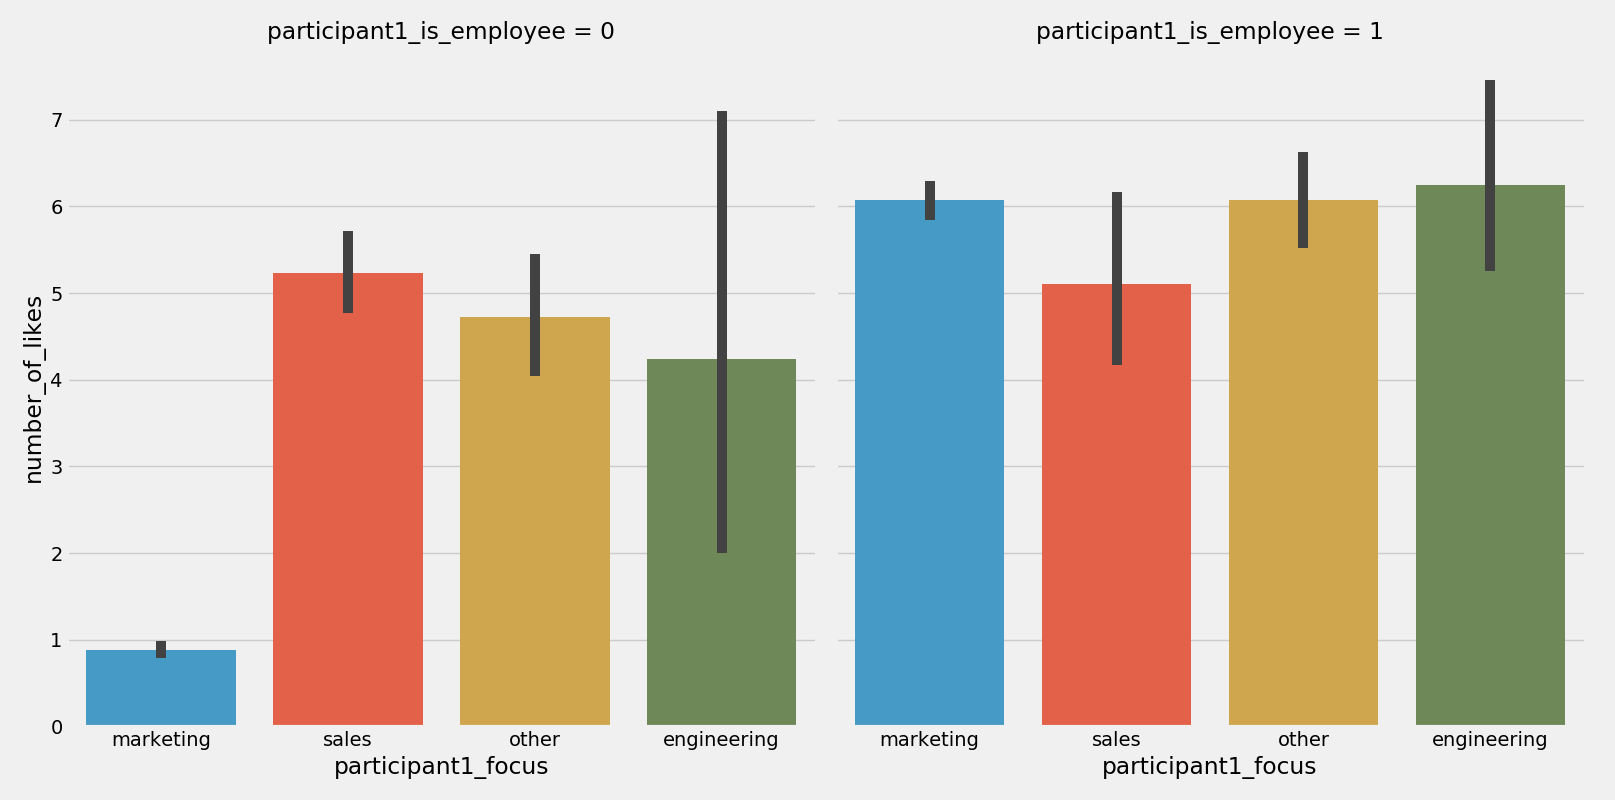 participant1_is_employee = 0
participant1_is_employee = 1
number_of_likes
7
6
5
4
3
2
1
0
marketing
sales
other
engineering
marketing
sales
other
engineering
participant1_focus
participant1_focus